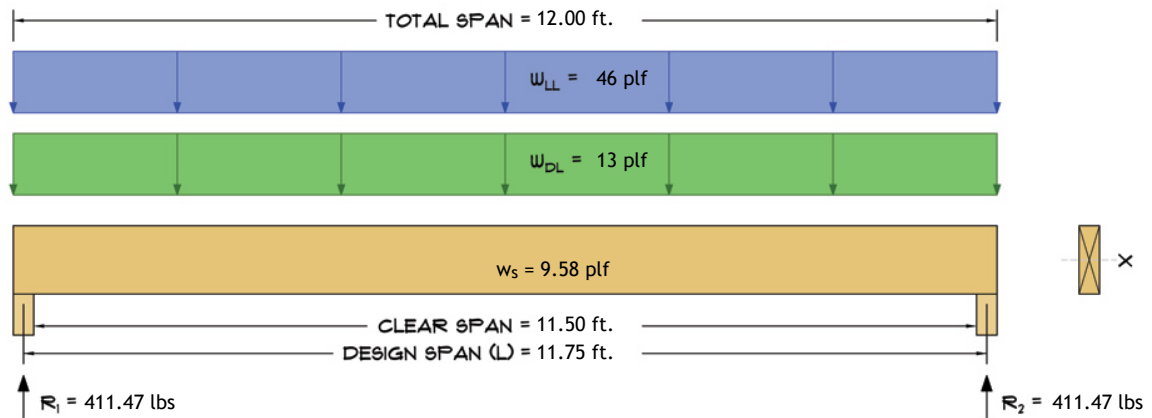 TOTAL SPAN = 12.00 ft.
WLL = 46 plf
WDL = 13 plf
ws = 9.58 plf
X
CLEAR SPAN = 11.50 ft.
DESIGN SPAN (L) = 11.75 ft.
R1 = 411.47 lbs
R2 = 411.47 lbs